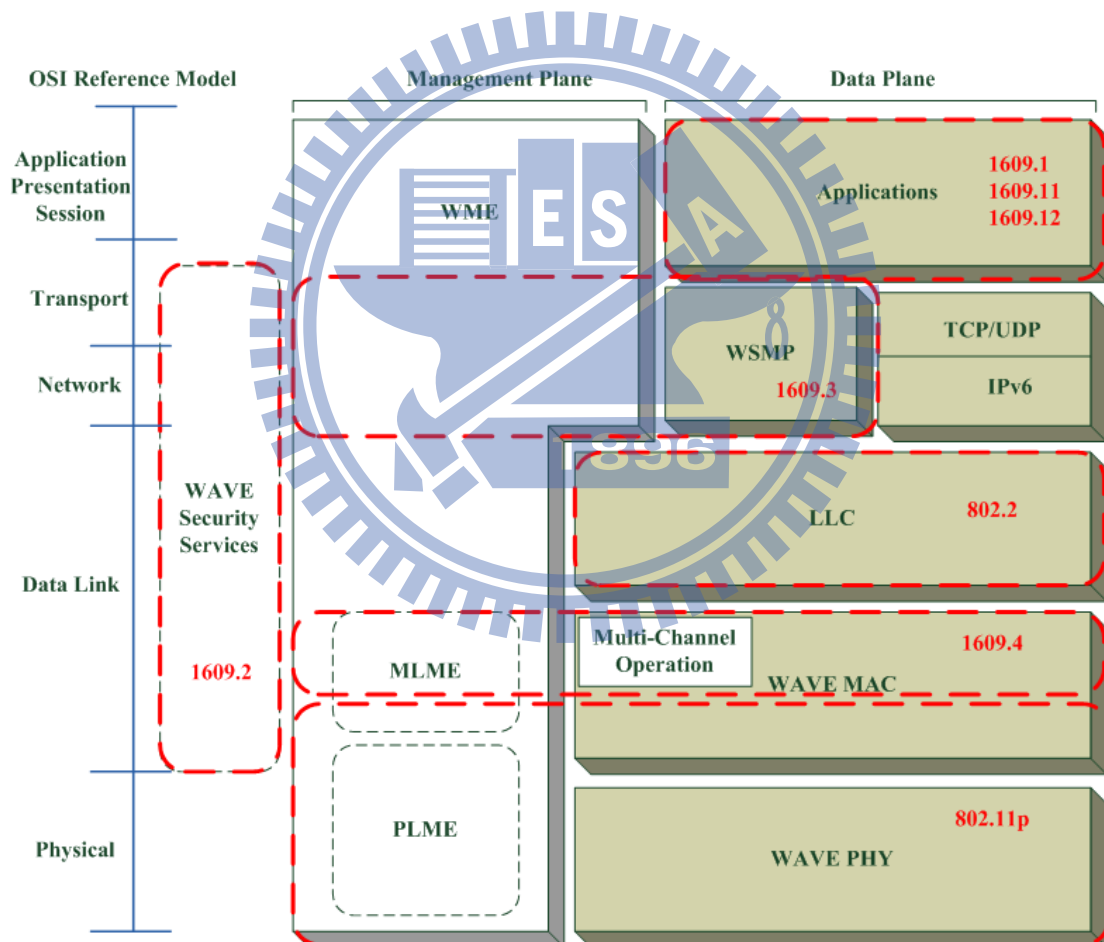 OSI Reference Model
Management Plane
Data Plane
Application
Presentation
Session
WME
Applications
1609.1
1609.11
1609.12
E S A
Transport
WSMP
1609.3
TCP/UDP
Network
IPv6
1896
WAVE
Security
Services
LLC
802.2
Data Link
1609.2
MLME
Multi-Channel
Operation
1609.4
WAVE MAC
PLME
802.11p
Physical
WAVE PHY